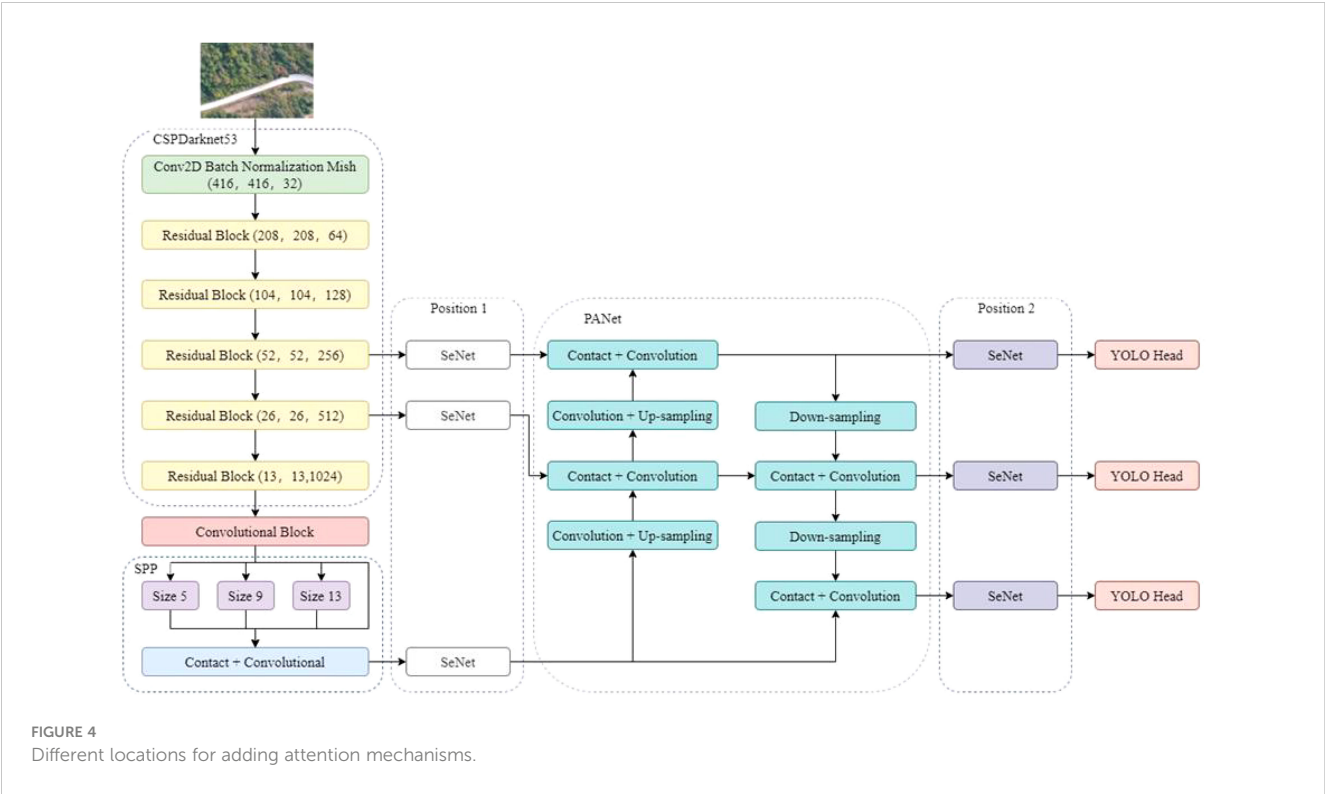 CSPDarknet53
Conv2D Batch Normalization Mish
(416, 416, 32)
Residual Block (208, 208, 64)
Residual Block (104, 104, 128)
Residual Block (52, 52, 256)
Residual Block (26, 26, 512)
Residual Block (13, 13,1024)
Convolutional Block
SPP
Size 5
Size 9
Size 13
Contact + Convolutional
Position 1
SeNet
SeNet
SeNet
PANet
Contact + Convolution
Convolution + Up-sampling
Contact + Convolution
Convolution + Up-sampling
Down-sampling
Contact + Convolution
Down-sampling
Contact + Convolution
Position 2
SeNet
SeNet
SeNet
YOLO Head
YOLO Head
YOLO Head
FIGURE 4
Different locations for adding attention mechanisms.